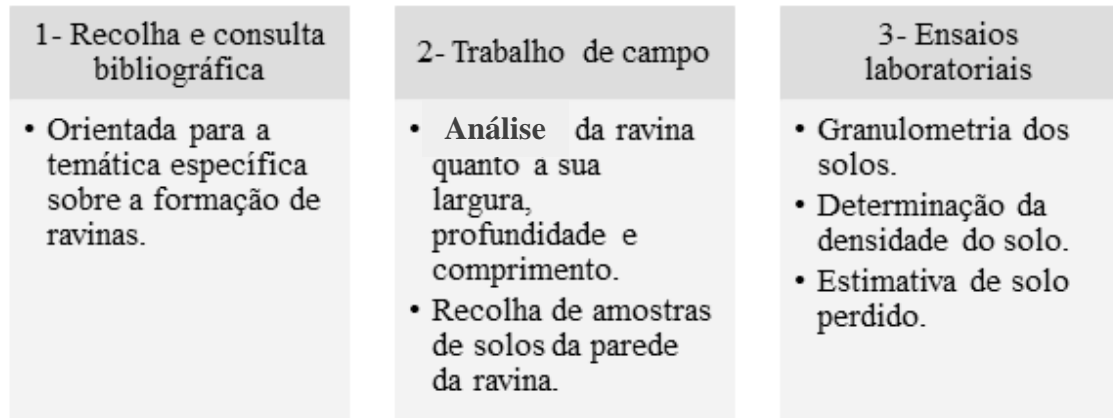 1- Recolha e consulta
bibliográfica
• Orientada para a
temática específica
sobre a formação de
ravinas.
2- Trabalho de campo
• Análise da ravina
quanto a sua
largura,
profundidade e
comprimento.
• Recolha de amostras
de solos da parede
da ravina.
3- Ensaios
laboratoriais
• Granulometria dos
solos.
• Determinação da
densidade do solo.
• Estimativa de solo
perdido.